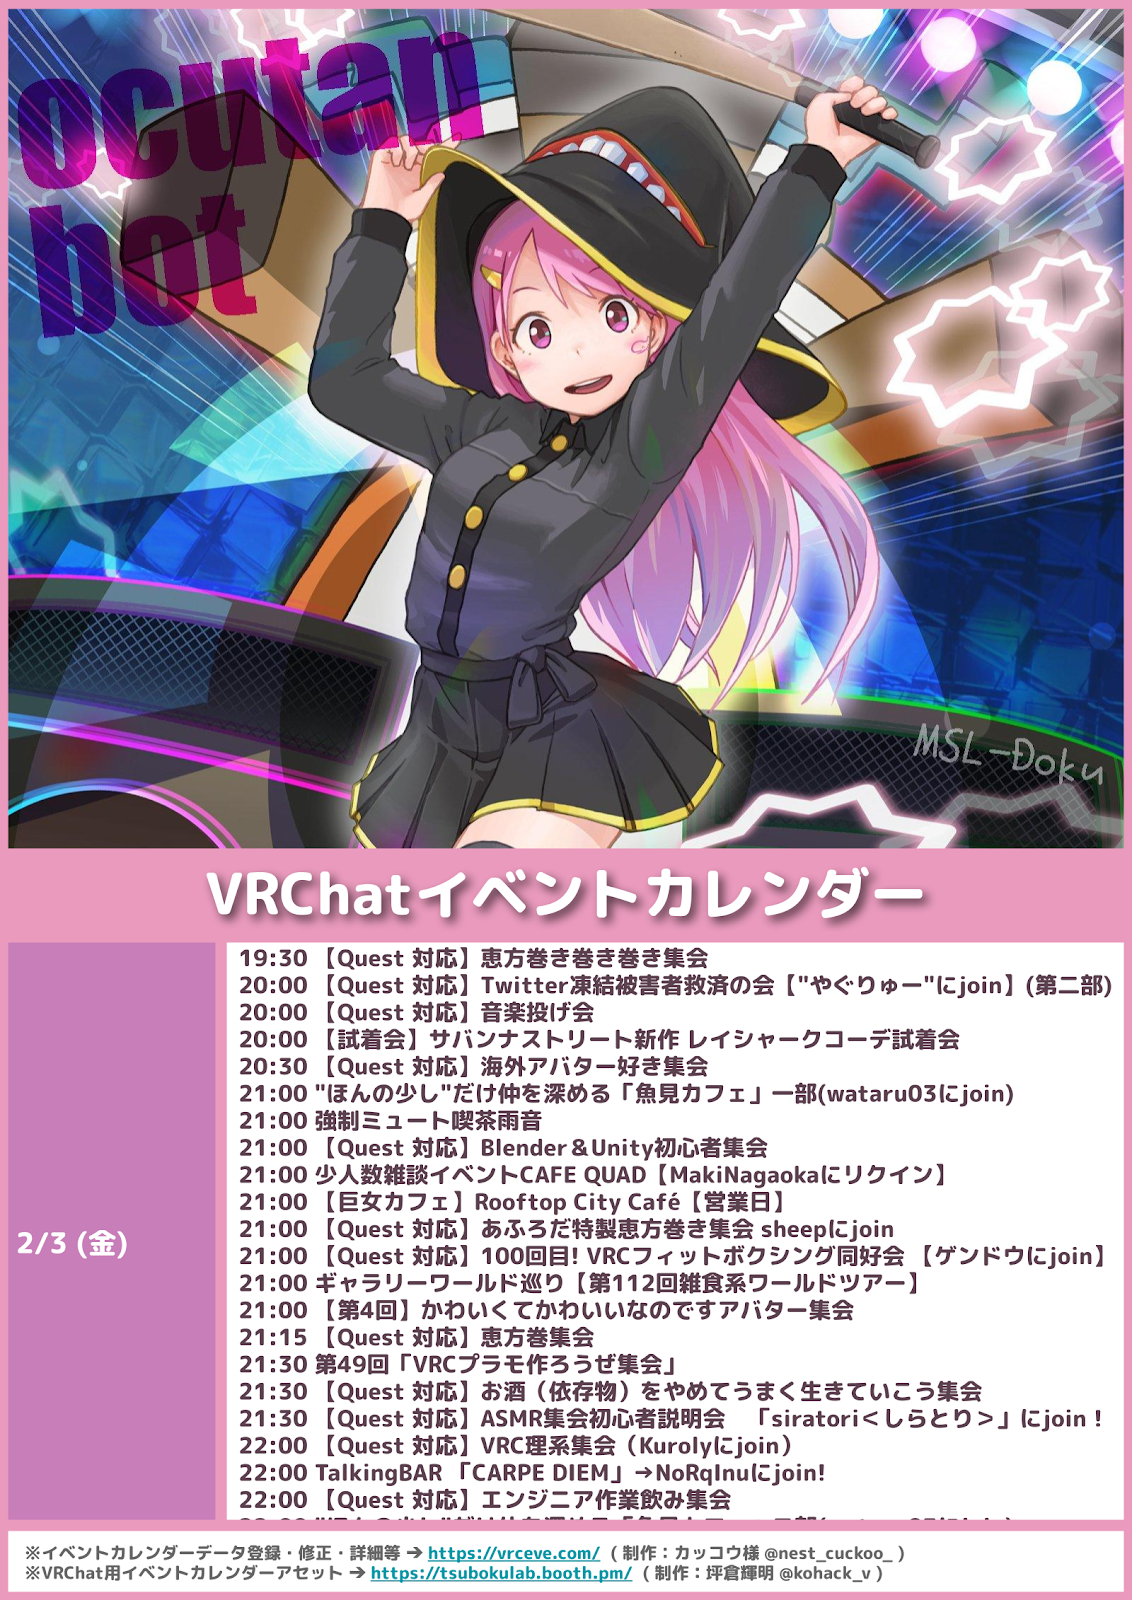 ocutan
bot
MSL-Doku
VRChatイベントカレンダー
2/3 (金)
19:30 【Quest 対応】恵方巻き巻き巻き集会
20:00 【Quest 対応】Twitter凍結被害者救済の会【"やぐりゅー"にjoin】(第二部)
20:00 【Quest 対応】音楽投げ会
20:00 【試着会】サバンナストリート新作 レイシャークコーデ試着会
20:30 【Quest 対応】海外アバター好き集会
21:00 "ほんの少し"だけ仲を深める「魚見カフェ」一部(wataru03にjoin)
21:00 強制ミュート喫茶雨音
21:00 【Quest 対応】Blender＆Unity初心者集会
21:00 少人数雑談イベントCAFE QUAD【MakiNagaokaにリクイン】
21:00 【巨女カフェ】Rooftop City Café【営業日】
21:00 【Quest 対応】あふろだ特製恵方巻き集会 sheepにjoin
21:00 【Quest 対応】100回目! VRCフィットボクシング同好会 【ゲンドウにjoin】
21:00 ギャラリーワールド巡り【第112回雑食系ワールドツアー】
21:00 【第4回】かわいくてかわいいなのですアバター集会
21:15 【Quest 対応】恵方巻集会
21:30 第49回「VRCプラモ作ろうぜ集会」
21:30 【Quest 対応】お酒（依存物）をやめてうまく生きていこう集会
21:30 【Quest 対応】ASMR集会初心者説明会　「siratori＜しらとり＞」にjoin！
22:00 【Quest 対応】VRC理系集会（Kurolyにjoin）
22:00 TalkingBAR 「CARPE DIEM」→NoRqInuにjoin!
22:00 【Quest 対応】エンジニア作業飲み集会
※イベントカレンダーデータ登録・修正・詳細等 ➔ https://vrceve.com/ （制作：カッコウ様 @nest_cuckoo_ ）
※VRChat用イベントカレンダーアセット ➔ https://tsubokulab.booth.pm/ （制作：坪倉輝明 @kohack_v ）